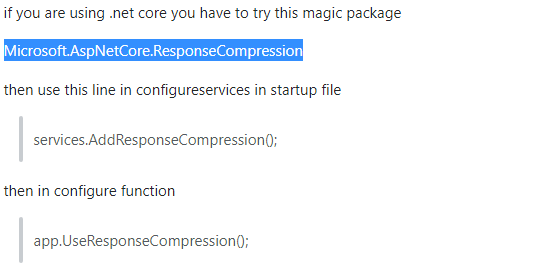 if you are using .net core you have to try this magic package
Microsoft.AspNetCore.ResponseCompression
then use this line in configureservices in startup file
services.AddResponseCompression();
then in configure function
app.UseResponseCompression();